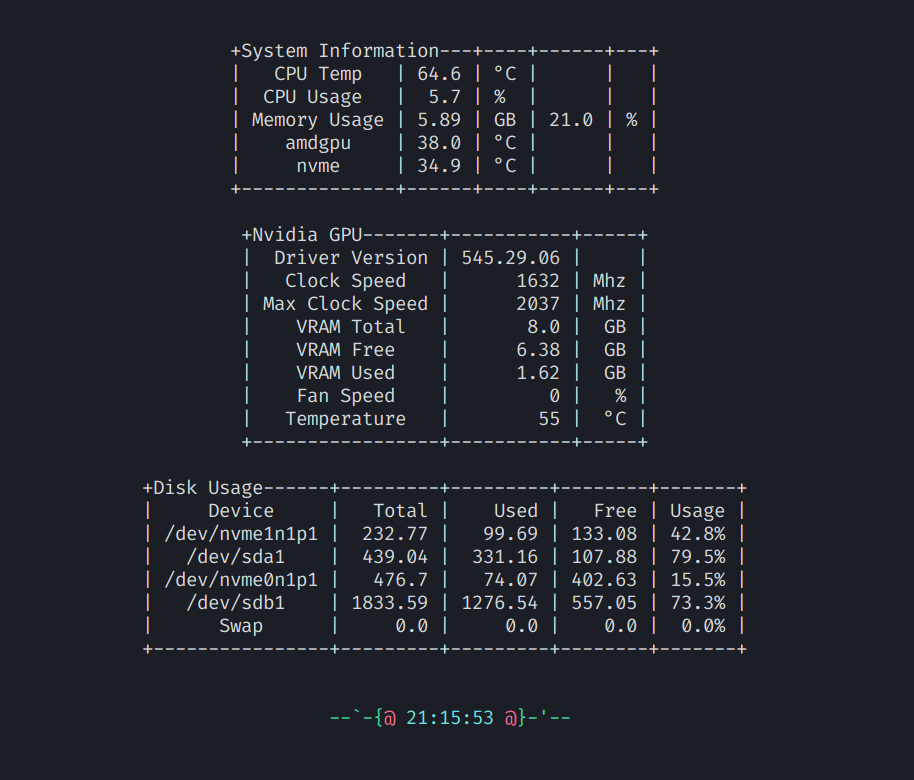 +System Information---+----+------+---+
|   CPU Temp   | 64.6 | °C |      |   |
|  CPU Usage   |  5.7 | %  |      |   |
| Memory Usage | 5.89 | GB | 21.0 | % |
|    amdgpu    | 38.0 | °C |      |   |
|     nvme     | 34.9 | °C |      |   |
+--------------+------+----+------+---+
+Nvidia GPU-------+-----------+-----+
|  Driver Version | 545.29.06 |     |
|   Clock Speed   |      1632 | Mhz |
| Max Clock Speed |      2037 | Mhz |
|    VRAM Total   |       8.0 |  GB |
|    VRAM Free    |      6.38 |  GB |
|    VRAM Used    |      1.62 |  GB |
|    Fan Speed    |         0 |   % |
|   Temperature   |        55 |  °C |
+-----------------+-----------+-----+
+Disk Usage------+---------+---------+--------+-------+
|     Device     |   Total |    Used |   Free | Usage |
| /dev/nvme1n1p1 |  232.77 |   99.69 | 133.08 | 42.8% |
|   /dev/sda1    |  439.04 |  331.16 | 107.88 | 79.5% |
| /dev/nvme0n1p1 |   476.7 |   74.07 | 402.63 | 15.5% |
|   /dev/sdb1    | 1833.59 | 1276.54 | 557.05 | 73.3% |
|      Swap      |     0.0 |     0.0 |    0.0 |  0.0% |
+----------------+---------+---------+--------+-------+
--`-{@ 21:15:53 @}-'--